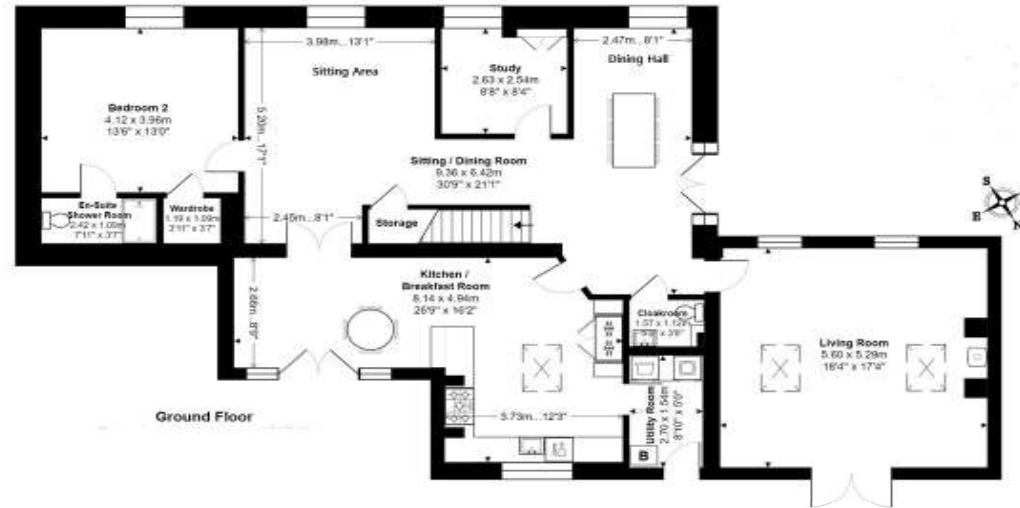 3.98m...13'1"
Sitting Area
2.47m...8'1"
Dining Hall
Study
2.63 x 2.54m
8'8" x 8'4"
Bedroom 2
4.12 x 3.96m
13'6" x 13'0"
5.20m...17'1"
Sitting / Dining Room
9.36 x 6.42m
30'9" x 21'1"
En-Suite
Shower Room
2.42 x 1.09m
7'11" x 3'7"
Wardrobe
1.19 x 1.09m
3'11" x 3'7"
2.45m...8'1"
Storage
S
E
N
Kitchen /
Breakfast Room
8.14 x 4.94m
26'9" x 16'2"
2.66m...8'9"
Cloakroom
1.57 x 1.12m
Living Room
5.60 x 5.29m
18'4" x 17'4"
Ground Floor
3.73m...12'3"
Utility Room
2.70 x 1.54m
8'10" x 5'0"
B